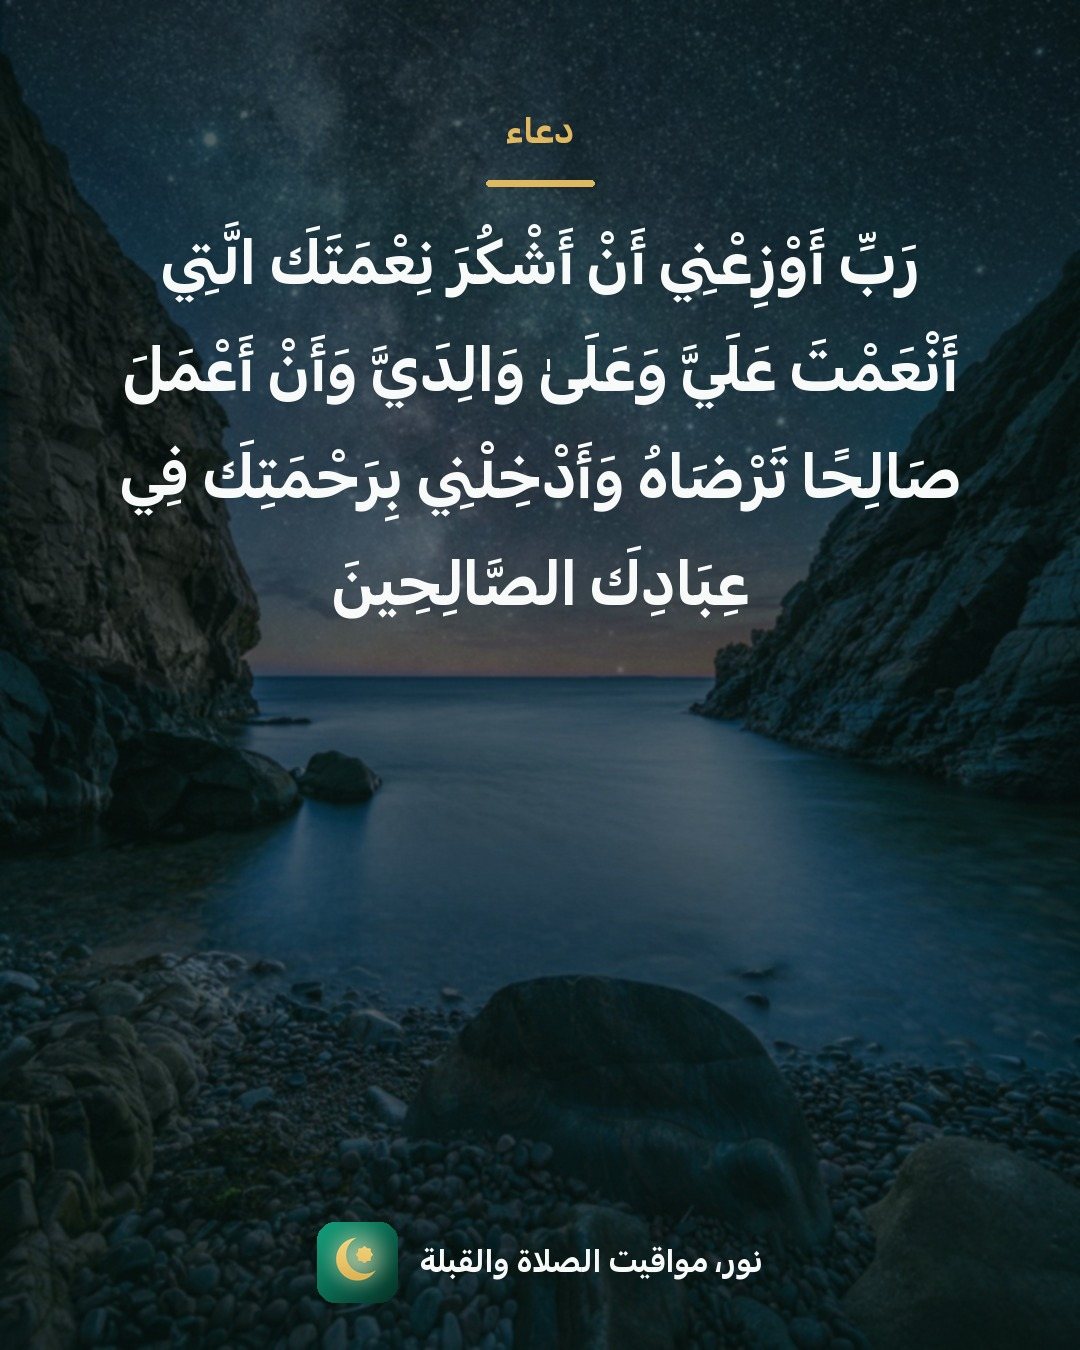 دعاء
رَبِّ أَوْزِعْنِي أَنْ أَشْكُرَ نِعْمَتَكَ الَّتِي
أَنْعَمْتَ عَلَيَّ وَعَلَىٰ وَالِدَيَّ وَأَنْ أَعْمَلَ
صَالِحًا تَرْضَاهُ وَأَدْخِلْنِي بِرَحْمَتِكَ فِي
عِبَادِكَ الصَّالِحِينَ
نور، مواقيت الصلاة والقبلة